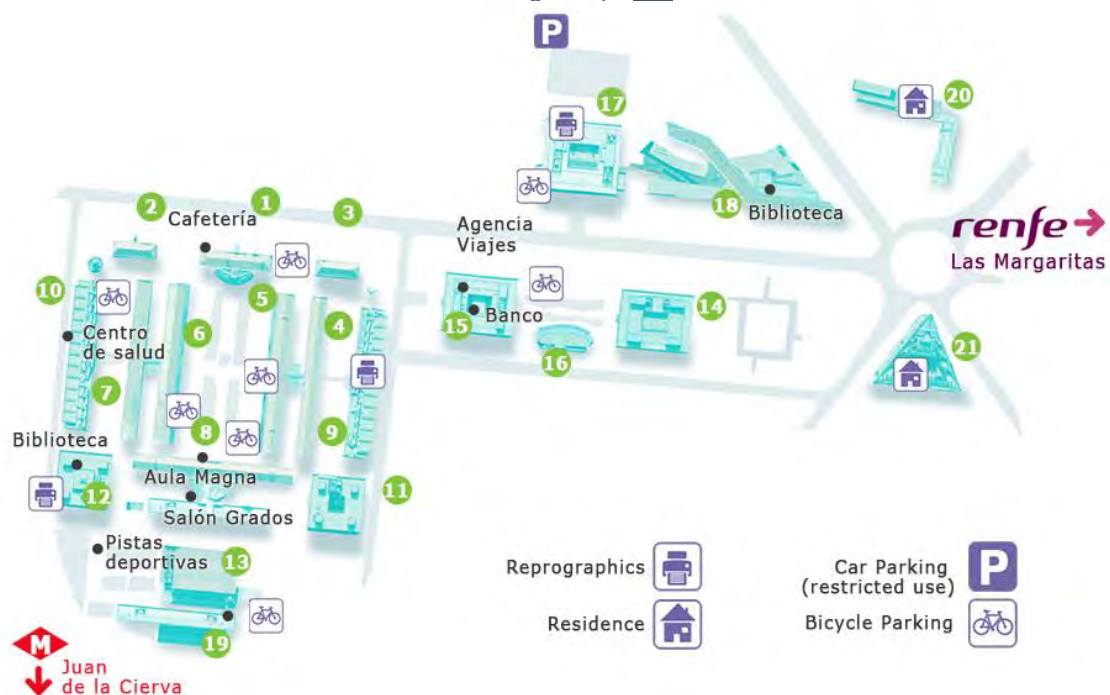 P
17
20
2
1
3
Cafetería
Agencia
Viajes
18
Biblioteca
renfe
Las Margaritas
10
5
6
4
15
Banco
14
16
21
Centro
de salud
7
8
9
Biblioteca
12
Aula Magna
11
Salón Grados
Pistas
deportivas
13
19
Reprographics
Car Parking
(restricted use)
P
Residence
Bicycle Parking
M
Juan
de la Cierva